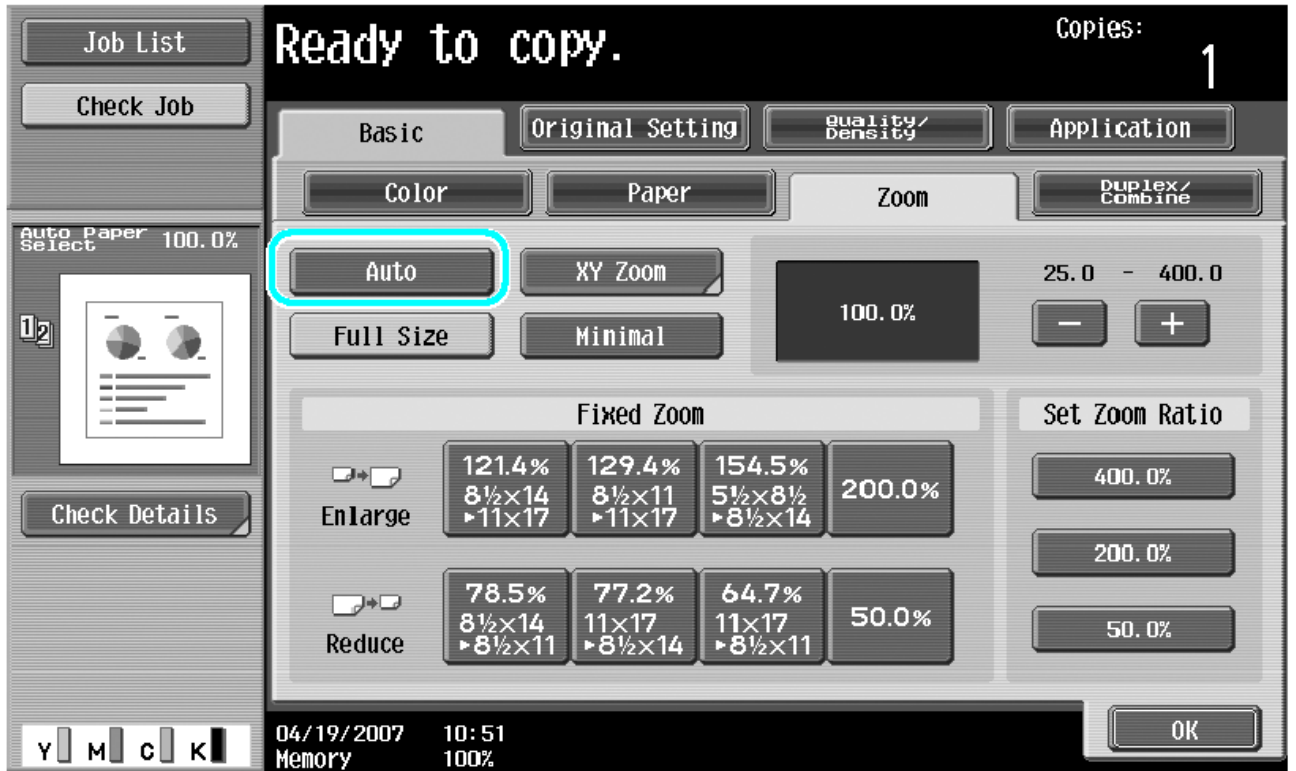 Job List
Check Job
Ready to copy.
Copies:
1
Basic
Original Setting
Quality/
Density
Application
Color
Paper
Zoom
Duplex/
Combine
Auto Paper
Select
100.0%
12
Auto
XY Zoom
Full Size
Minimal
100.0%
25.0 - 400.0
−
+
Fixed Zoom
Enlarge
121.4%
8½×14
▸11×17
129.4%
8½×11
▸11×17
154.5%
5½×8½
▸8½×14
200.0%
Reduce
78.5%
8½×14
▸8½×11
77.2%
11×17
▸8½×14
64.7%
11×17
▸8½×11
50.0%
Set Zoom Ratio
400.0%
200.0%
50.0%
Check Details
Y M C K
04/19/2007 10:51
Memory 100%
OK